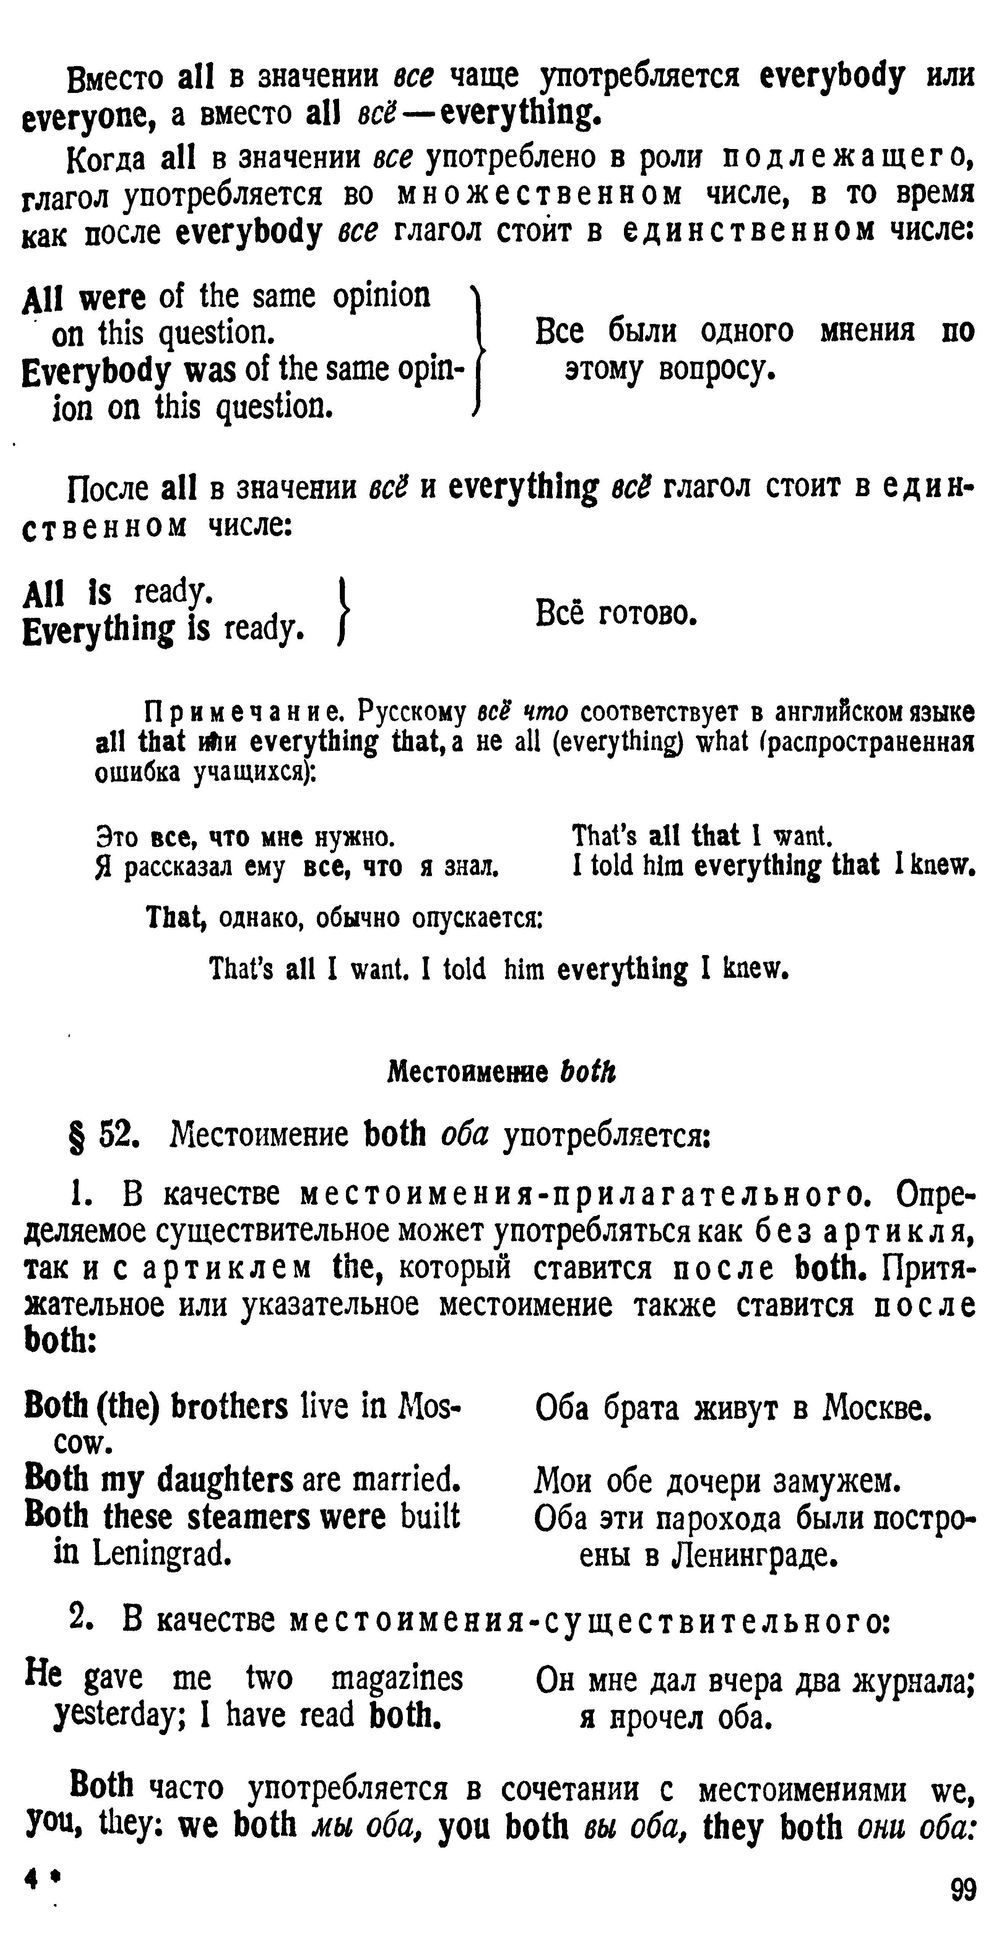 Вместо all в значении все чаще употребляется everybody или
everyone, а вместо all всё — everything.
Когда all в значении все употреблено в роли подлежащего,
глагол употребляется во множественном числе, в то время
как после everybody все глагол стоит в единственном числе:
All were of the same opinion
on this question.
Everybody was of the same opin-
ion on this question.
Все были одного мнения по
этому вопросу.
После all в значении всё и everything всё глагол стоит в един-
ственном числе:
All is ready.
Everything is ready.
Всё готово.
Примечание. Русскому всё что соответствует в английском языке
all that или everything that, а не all (everything) what (распространенная
ошибка учащихся):
Это все, что мне нужно. That's all that I want.
Я рассказал ему все, что я знал. I told him everything that I knew.
That, однако, обычно опускается:
That's all I want. I told him everything I knew.
Местоимение both
§ 52. Местоимение both оба употребляется:
1. В качестве местоимения-прилагательного. Опре-
деляемое существительное может употребляться как без артикля,
так и с артиклем the, который ставится после both. Притя-
жательное или указательное местоимение также ставится после
both:
Both (the) brothers live in Mos-
cow.
Оба брата живут в Москве.
Both my daughters are married. Мои обе дочери замужем.
Both these steamers were built
in Leningrad.
Оба эти парохода были постро-
ены в Ленинграде.
2. В качестве местоимения-существительного:
He gave me two magazines
yesterday; I have read both.
Он мне дал вчера два журнала;
я прочел оба.
Both часто употребляется в сочетании с местоимениями we,
you, they: we both мы оба, you both вы оба, they both они оба:
4 *
99